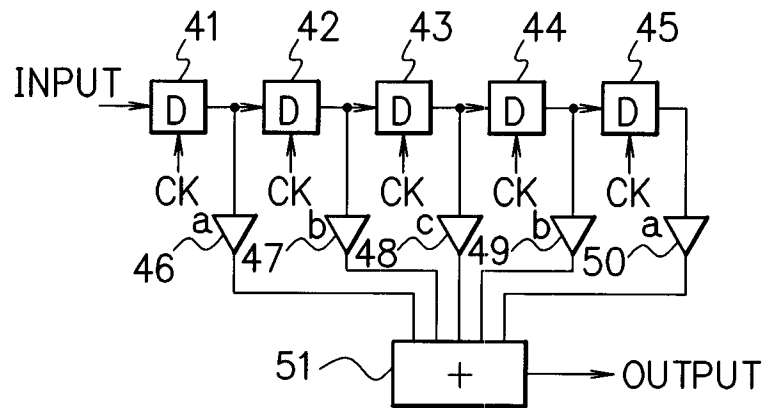 41 42 43 44 45
INPUT D D D D D
CK CK CK CK CK
a b c b a
46 47 48 49 50
51 + OUTPUT